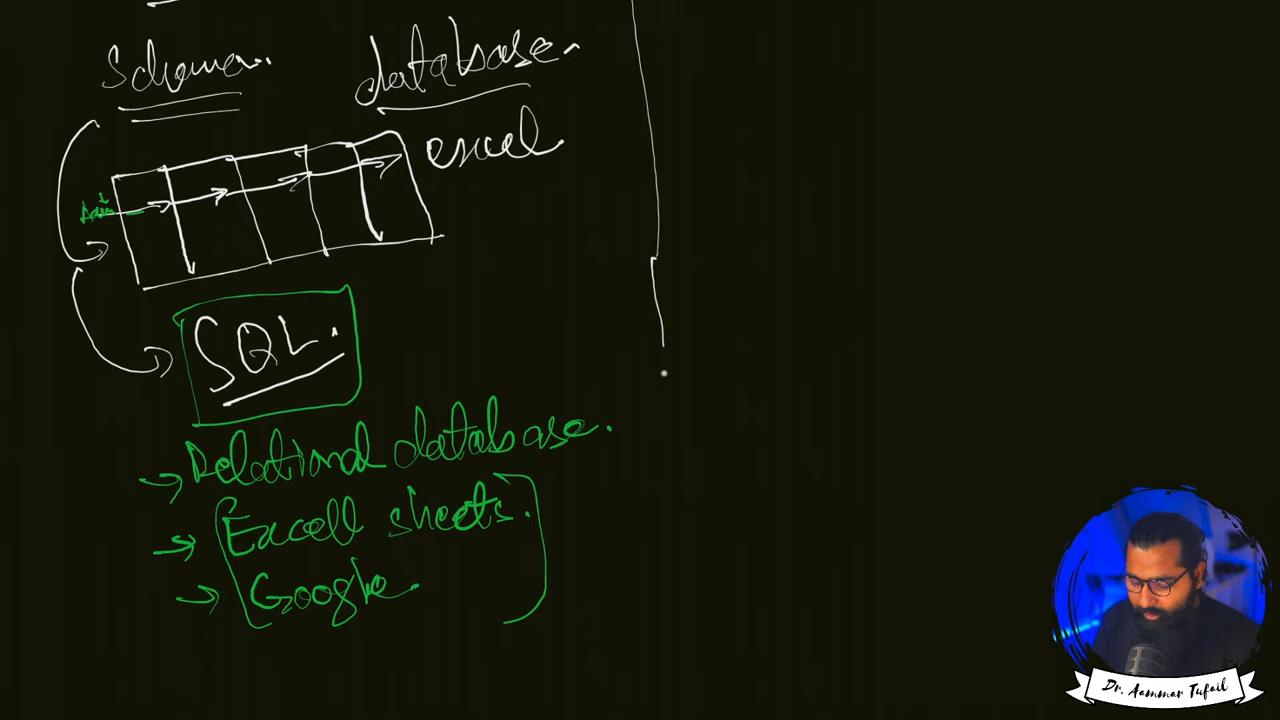 Schema.
database.
excel
SQL.
→ Relational database.
→ Excell sheets.
→ Google.
Dr. Aammar Tufail